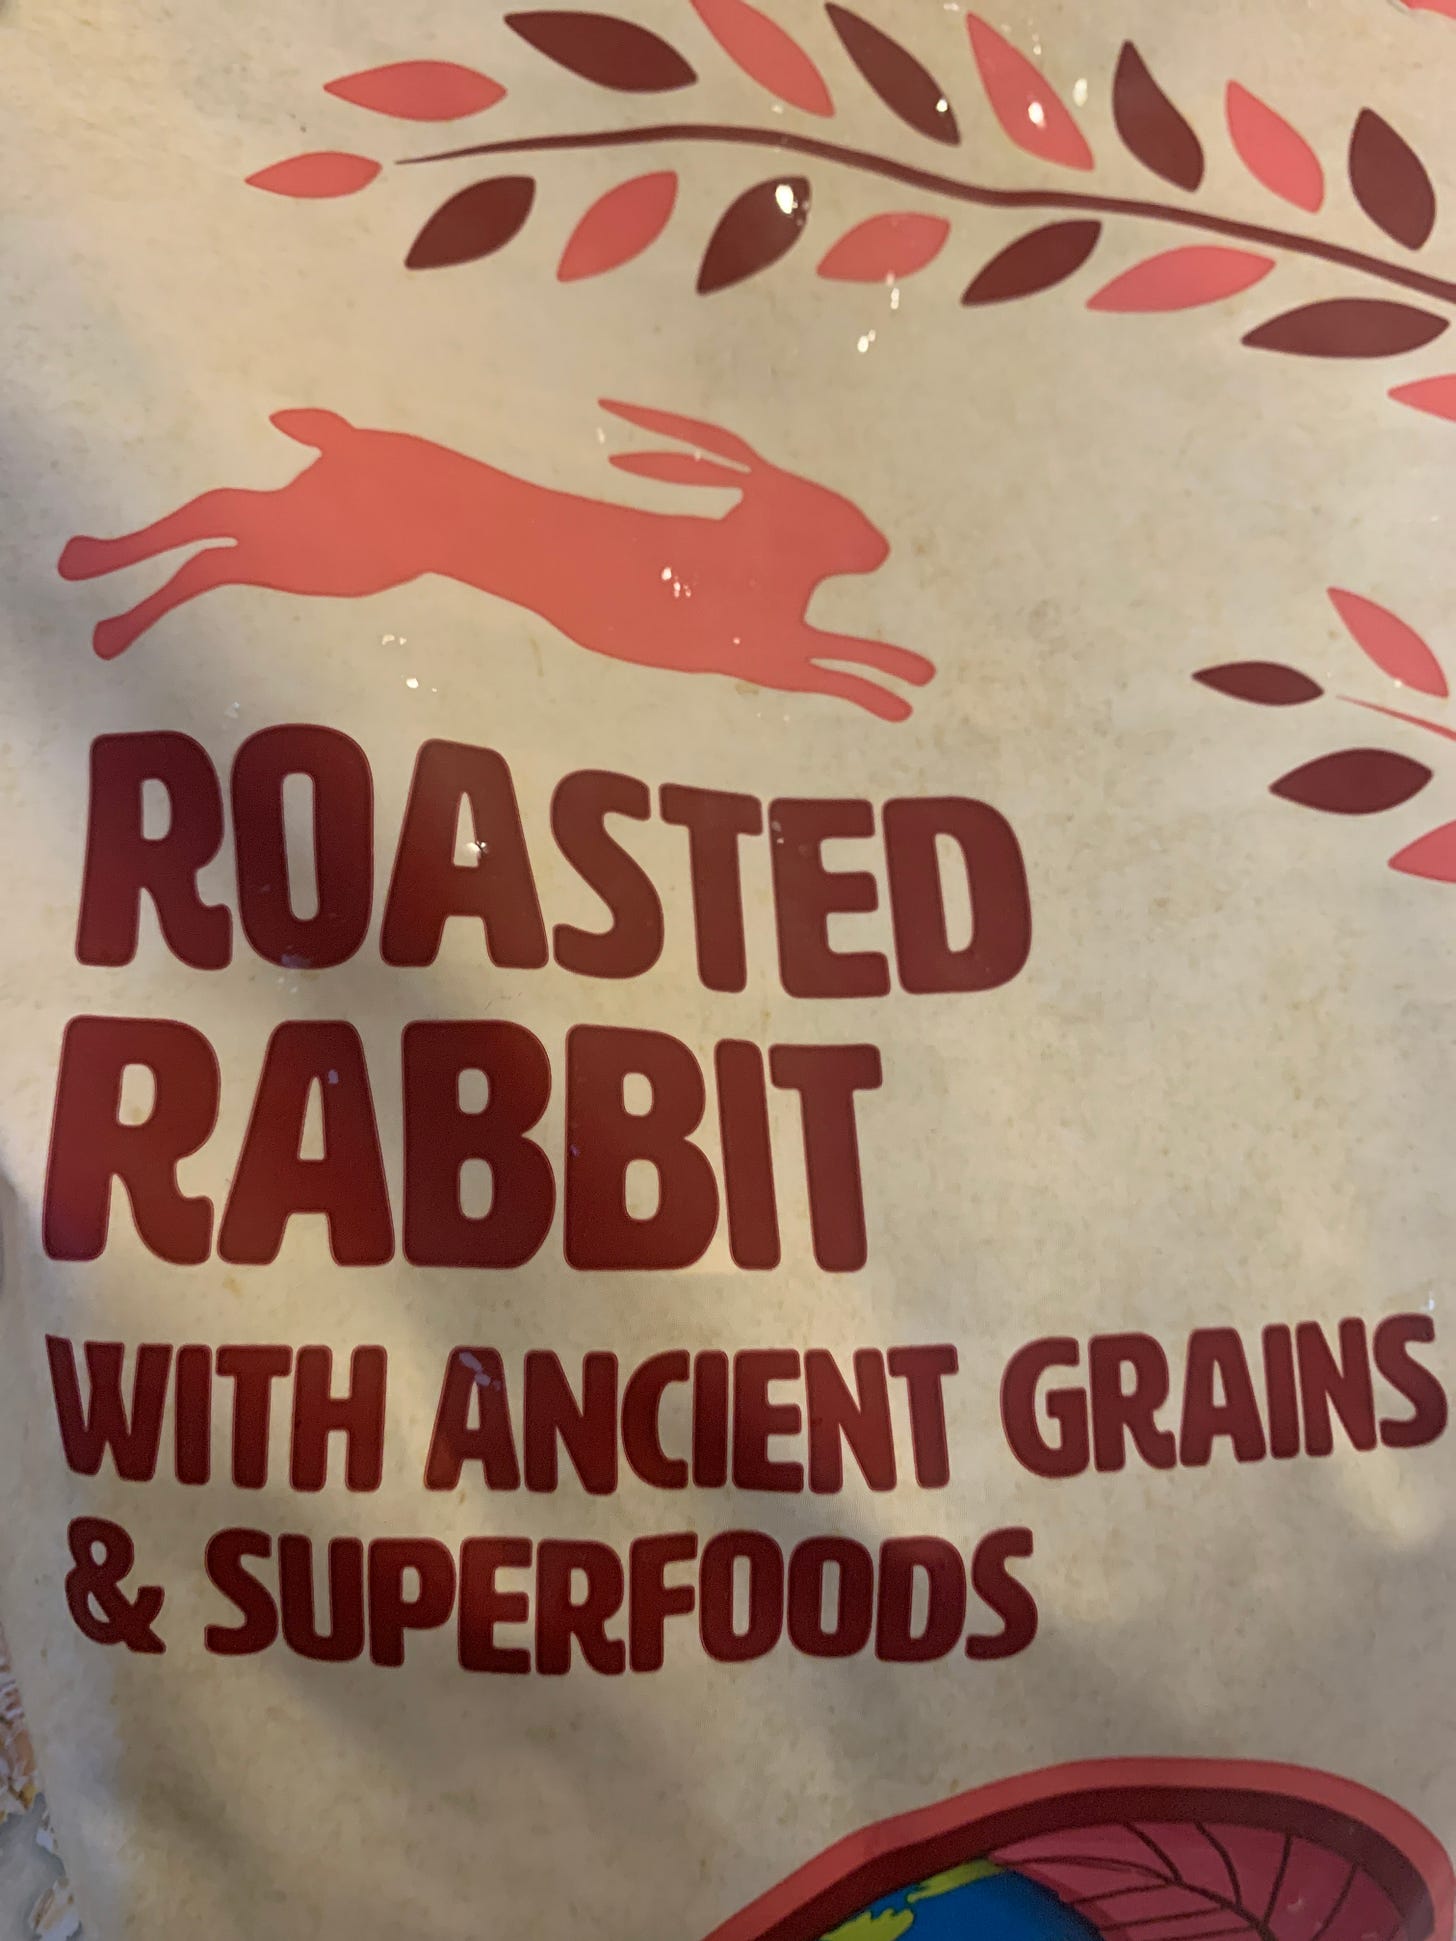 ROASTED
RABBIT
WITH ANCIENT GRAINS
& SUPERFOODS